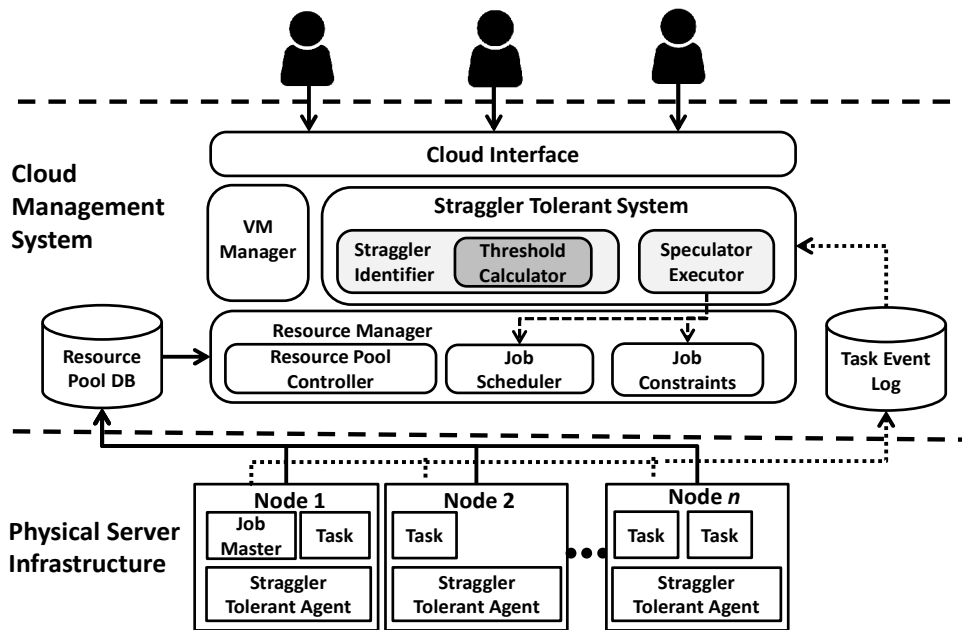 Cloud Interface
Cloud
Management
System
VM
Manager
Straggler Tolerant System
Straggler
Identifier
Threshold
Calculator
Speculator
Executor
Resource
Pool DB
Resource Manager
Resource Pool
Controller
Job
Scheduler
Job
Constraints
Task Event
Log
Physical Server
Infrastructure
Node 1
Job
Master
Task
Straggler
Tolerant Agent
Node 2
Task
Straggler
Tolerant Agent
Node n
Task
Task
Straggler
Tolerant Agent